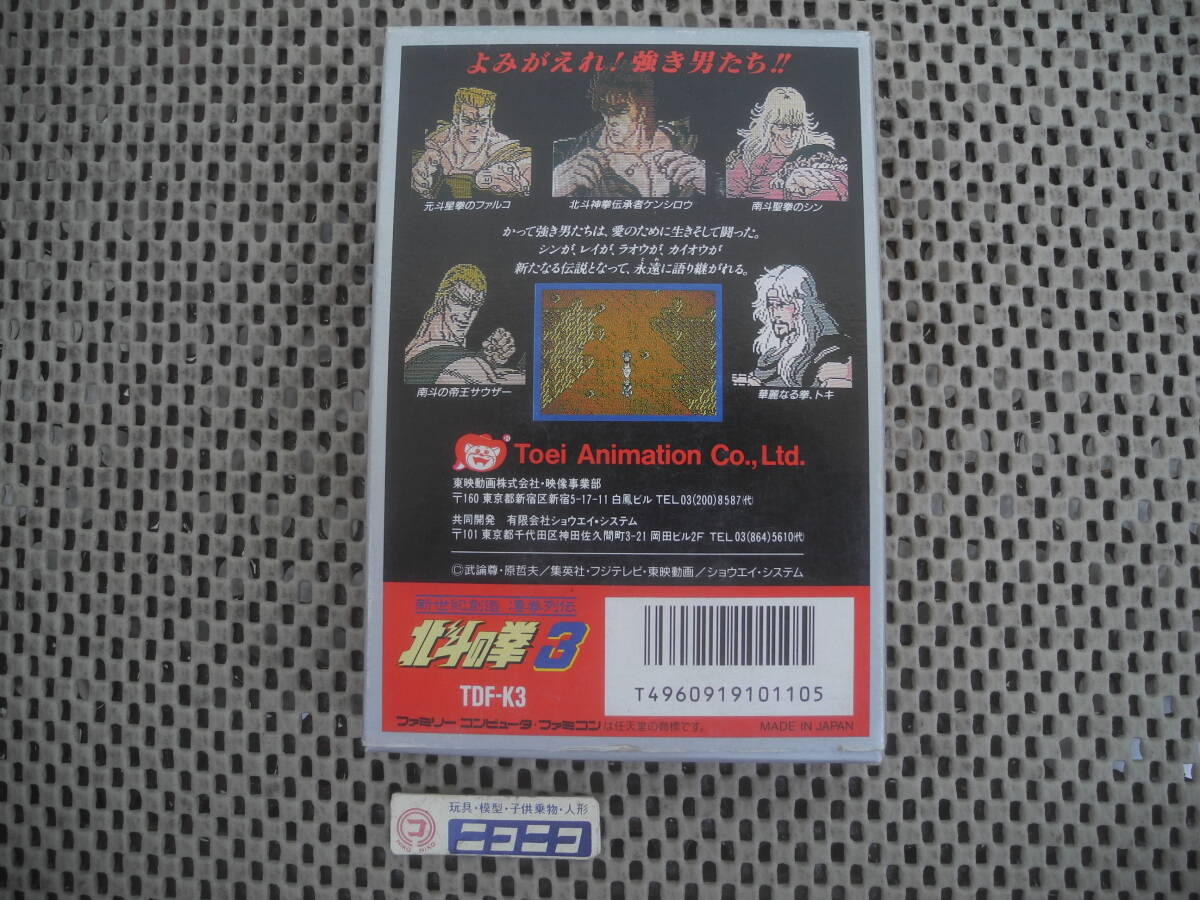 よみがえれ！強き男たち!!
元斗皇拳のファルコ
北斗神拳伝承者ケンシロウ
南斗聖拳のシン
かって強き男たちは、愛のために生きそして闘った。
シンが、レイが、ラオウが、カイオウが
新たなる伝説となって、永遠に語り継がれる。
とわ
南斗の帝王サウザー
華麗なる拳、トキ
Toei Animation Co., Ltd.
東映動画株式会社・映像事業部
〒160 東京都新宿区新宿5-17-11 白鳳ビル TEL 03(200)8587(代)
共同開発 有限会社ショウエイ・システム
〒101 東京都千代田区神田佐久間町3-21 岡田ビル2F TEL 03(864)5610(代)
©武論尊・原哲夫／集英社・フジテレビ・東映動画／ショウエイ・システム
新世紀創造 凄拳列伝
北斗の拳3
TDF-K3
T4960919101105
ファミリーコンピュータ・ファミコンは任天堂の商標です。
MADE IN JAPAN
玩具・模型・子供乗物・人形
コ
NIKO NIKO
ニコニコ